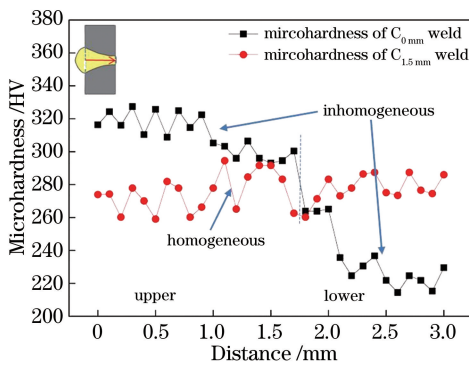 mircohardness of C0 mm weld
mircohardness of C1.5 mm weld
380
360
340
320
300
280
260
240
220
200
Microhardness /HV
inhomogeneous
homogeneous
upper
lower
0
0.5
1.0
1.5
2.0
2.5
3.0
Distance /mm